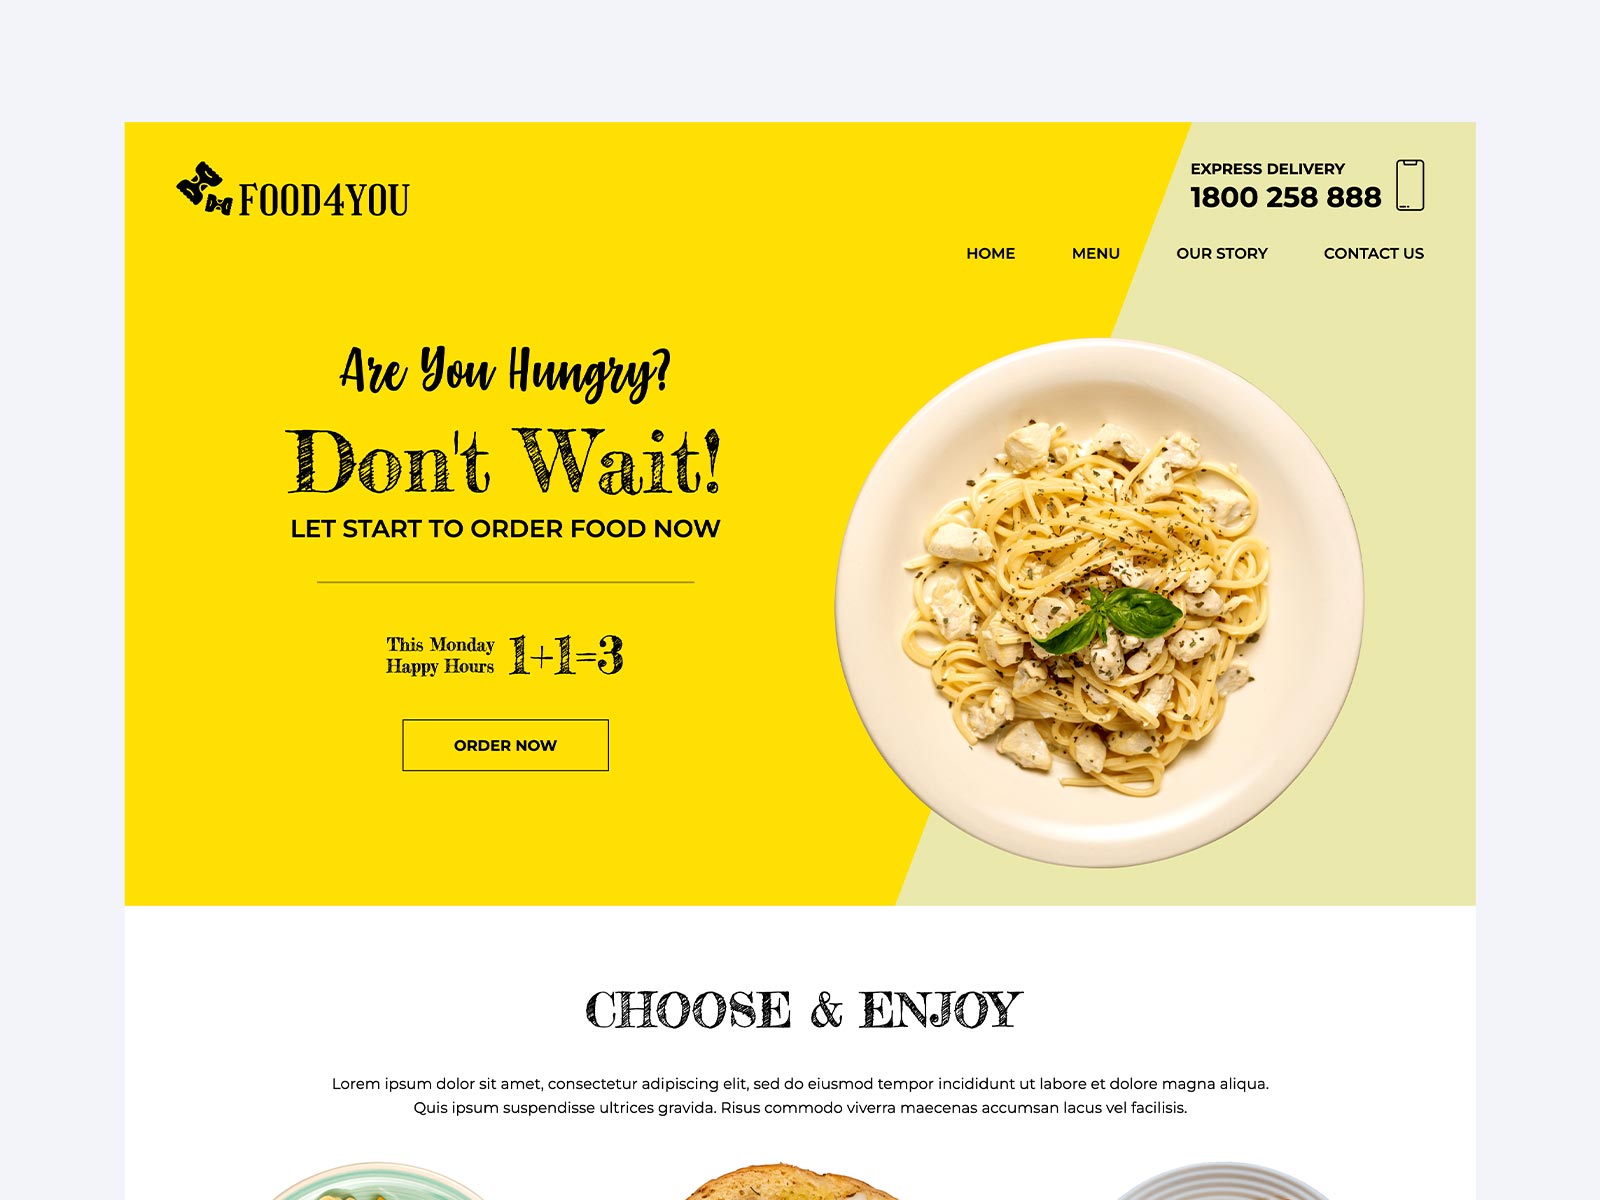 FOOD4YOU
EXPRESS DELIVERY
1800 258 888
HOME MENU OUR STORY CONTACT US
Are You Hungry?
Don't Wait!
LET START TO ORDER FOOD NOW
This Monday
Happy Hours
1+1=3
ORDER NOW
CHOOSE & ENJOY
Lorem ipsum dolor sit amet, consectetur adipiscing elit, sed do eiusmod tempor incididunt ut labore et dolore magna aliqua.
Quis ipsum suspendisse ultrices gravida. Risus commodo viverra maecenas accumsan lacus vel facilisis.